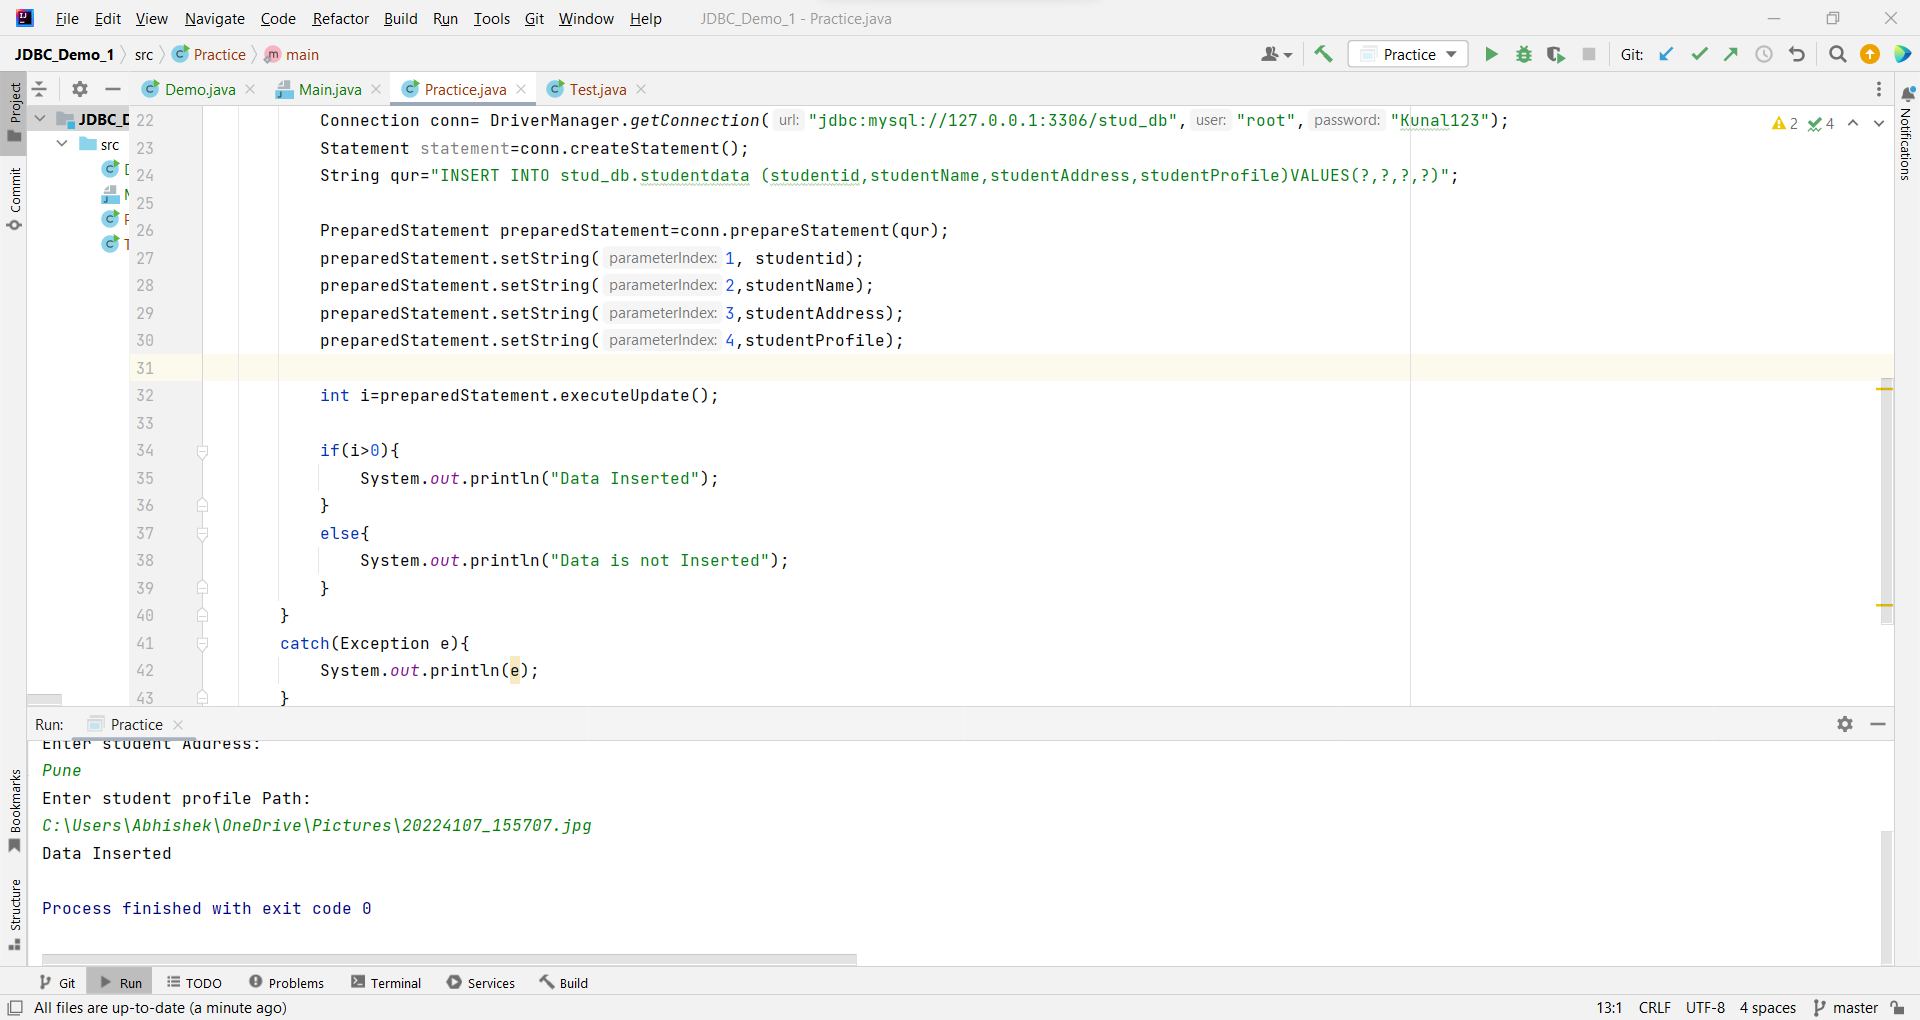 File Edit View Navigate Code Refactor Build Run Tools Git Window Help JDBC_Demo_1 - Practice.java
JDBC_Demo_1 src Practice main Practice Git:
Project Demo.java Main.java Practice.java Test.java
JDBC_D
src
D
M
P
T
Commit
22 Connection conn= DriverManager.getConnection( url: "jdbc:mysql://127.0.0.1:3306/stud_db", user: "root", password: "Kunal123"); 2 4
23 Statement statement=conn.createStatement();
24 String qur="INSERT INTO stud_db.studentdata (studentid,studentName,studentAddress,studentProfile)VALUES(?,?,?,?)";
25
26 PreparedStatement preparedStatement=conn.prepareStatement(qur);
27 preparedStatement.setString( parameterIndex: 1, studentid);
28 preparedStatement.setString( parameterIndex: 2,studentName);
29 preparedStatement.setString( parameterIndex: 3,studentAddress);
30 preparedStatement.setString( parameterIndex: 4,studentProfile);
31
32 int i=preparedStatement.executeUpdate();
33
34 if(i>0){
35 System.out.println("Data Inserted");
36 }
37 else{
38 System.out.println("Data is not Inserted");
39 }
40 }
41 catch(Exception e){
42 System.out.println(e);
43 }
Notifications
Run: Practice
Enter student Address:
Pune
Enter student profile Path:
C:\Users\Abhishek\OneDrive\Pictures\20224107_155707.jpg
Data Inserted
Process finished with exit code 0
Bookmarks
Structure
Git Run TODO Problems Terminal Services Build
All files are up-to-date (a minute ago) 13:1 CRLF UTF-8 4 spaces master